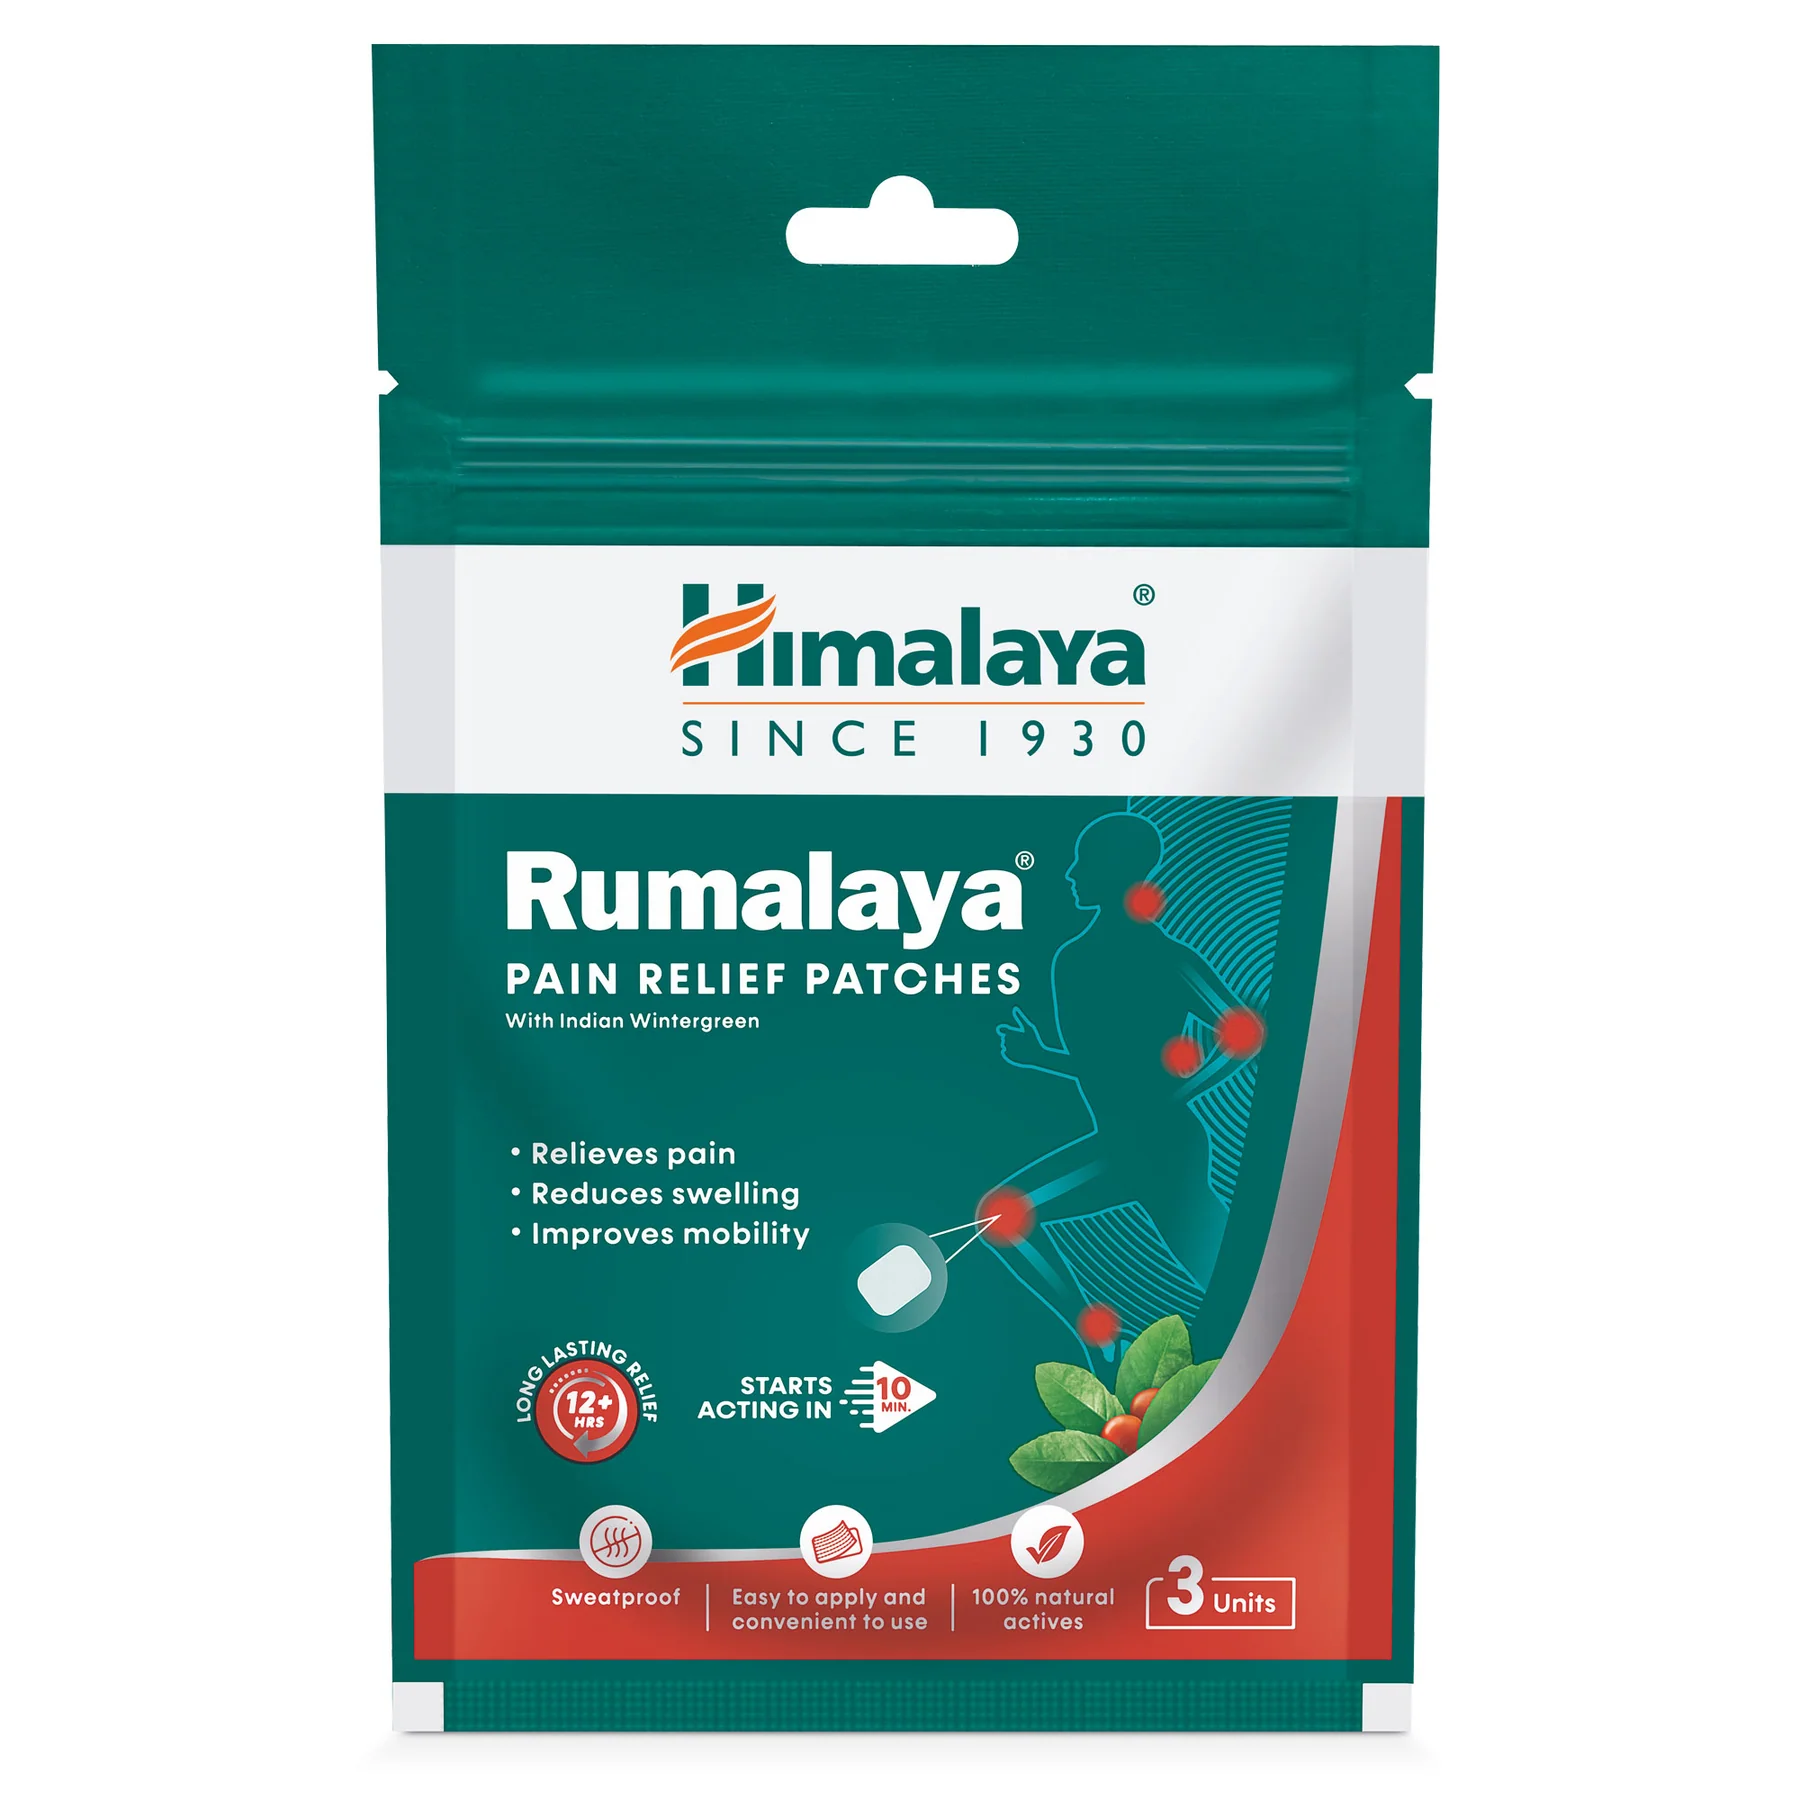 Himalaya®
SINCE 1930
Rumalaya®
PAIN RELIEF PATCHES
With Indian Wintergreen
• Relieves pain
• Reduces swelling
• Improves mobility
LONG LASTING RELIEF
12+
HRS
STARTS
ACTING IN
10
MIN.
Sweatproof
Easy to apply and
convenient to use
100% natural
actives
3 Units